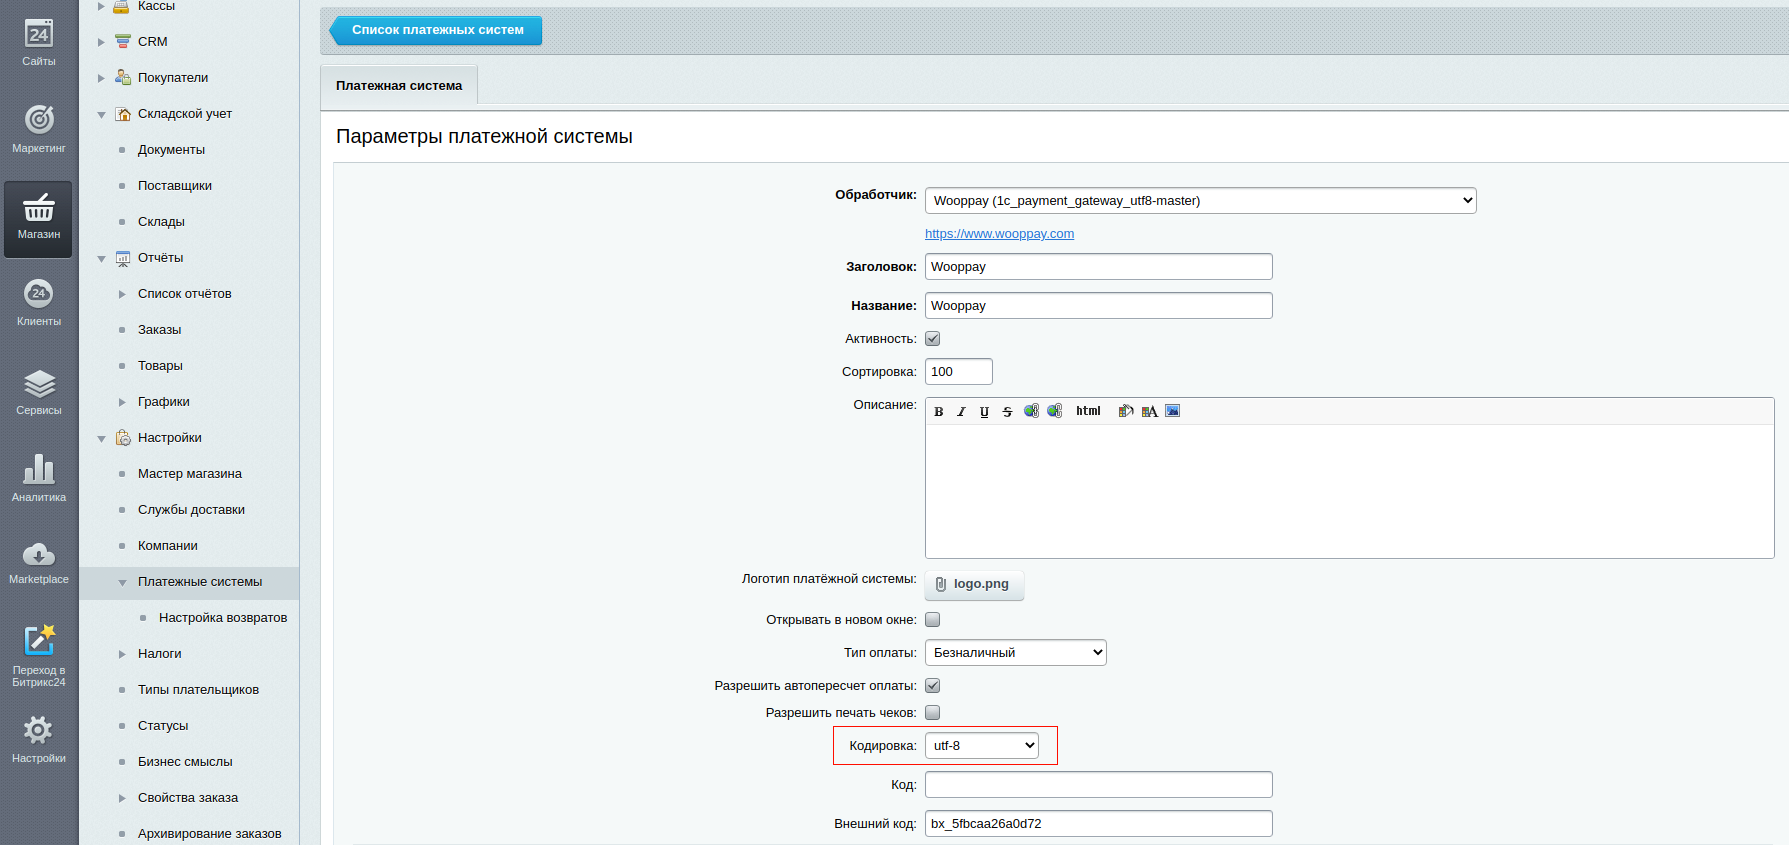 24
Сайты
Маркетинг
Магазин
24
Клиенты
Сервисы
Аналитика
Marketplace
Переход в
Битрикс24
Настройки
Кассы
CRM
Покупатели
Складской учет
Документы
Поставщики
Склады
Отчёты
Список отчётов
Заказы
Товары
Графики
Настройки
Мастер магазина
Службы доставки
Компании
Платежные системы
Настройка возвратов
Налоги
Типы плательщиков
Статусы
Бизнес смыслы
Свойства заказа
Архивирование заказов
Список платежных систем
Платежная система
Параметры платежной системы
Обработчик: Wooppay (1c_payment_gateway_utf8-master)
https://www.wooppay.com
Заголовок: Wooppay
Название: Wooppay
Активность:
Сортировка: 100
Описание: B I U S html A
Логотип платёжной системы: logo.png
Открывать в новом окне:
Тип оплаты: Безналичный
Разрешить автопересчет оплаты:
Разрешить печать чеков:
Кодировка: utf-8
Код:
Внешний код: bx_5fbcaa26a0d72